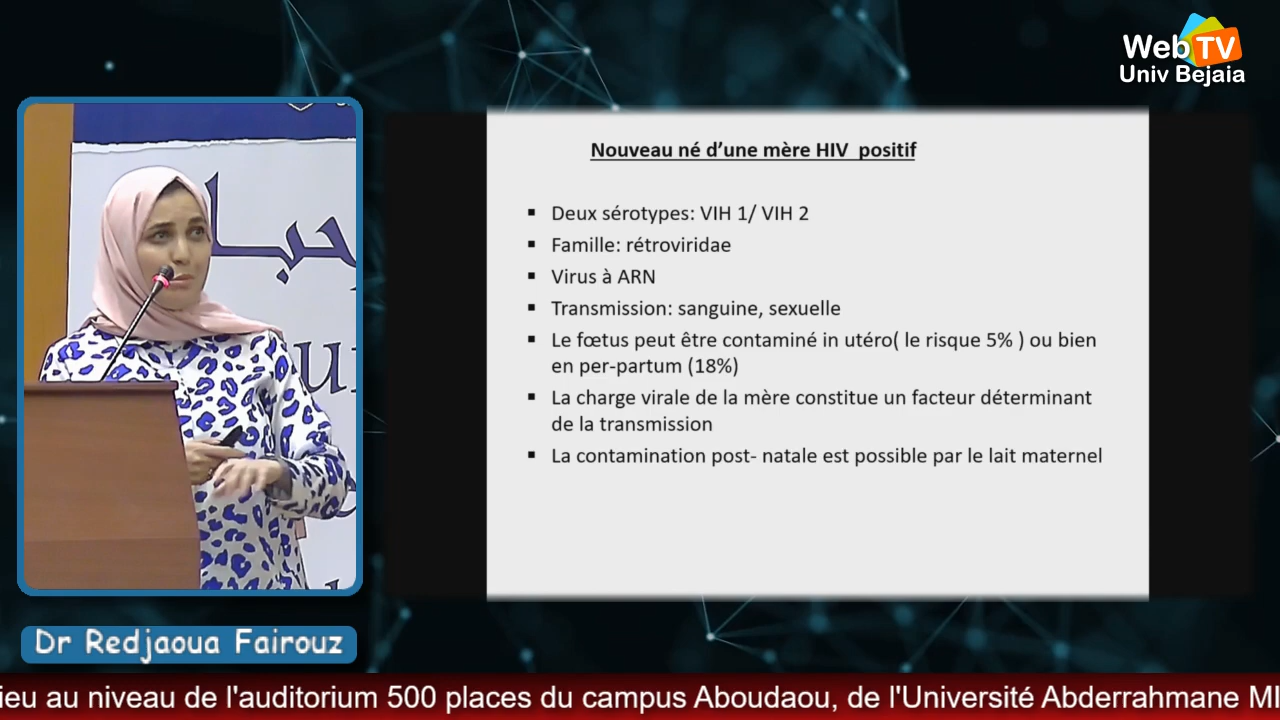 Web TV
Univ Bejaia
Nouveau né d’une mère HIV positif
▪ Deux sérotypes: VIH 1/ VIH 2
▪ Famille: rétroviridae
▪ Virus à ARN
▪ Transmission: sanguine, sexuelle
▪ Le fœtus peut être contaminé in utéro( le risque 5% ) ou bien
en per-partum (18%)
▪ La charge virale de la mère constitue un facteur déterminant
de la transmission
▪ La contamination post- natale est possible par le lait maternel
Dr Redjaoua Fairouz
ieu au niveau de l'auditorium 500 places du campus Aboudaou, de l'Université Abderrahmane MI